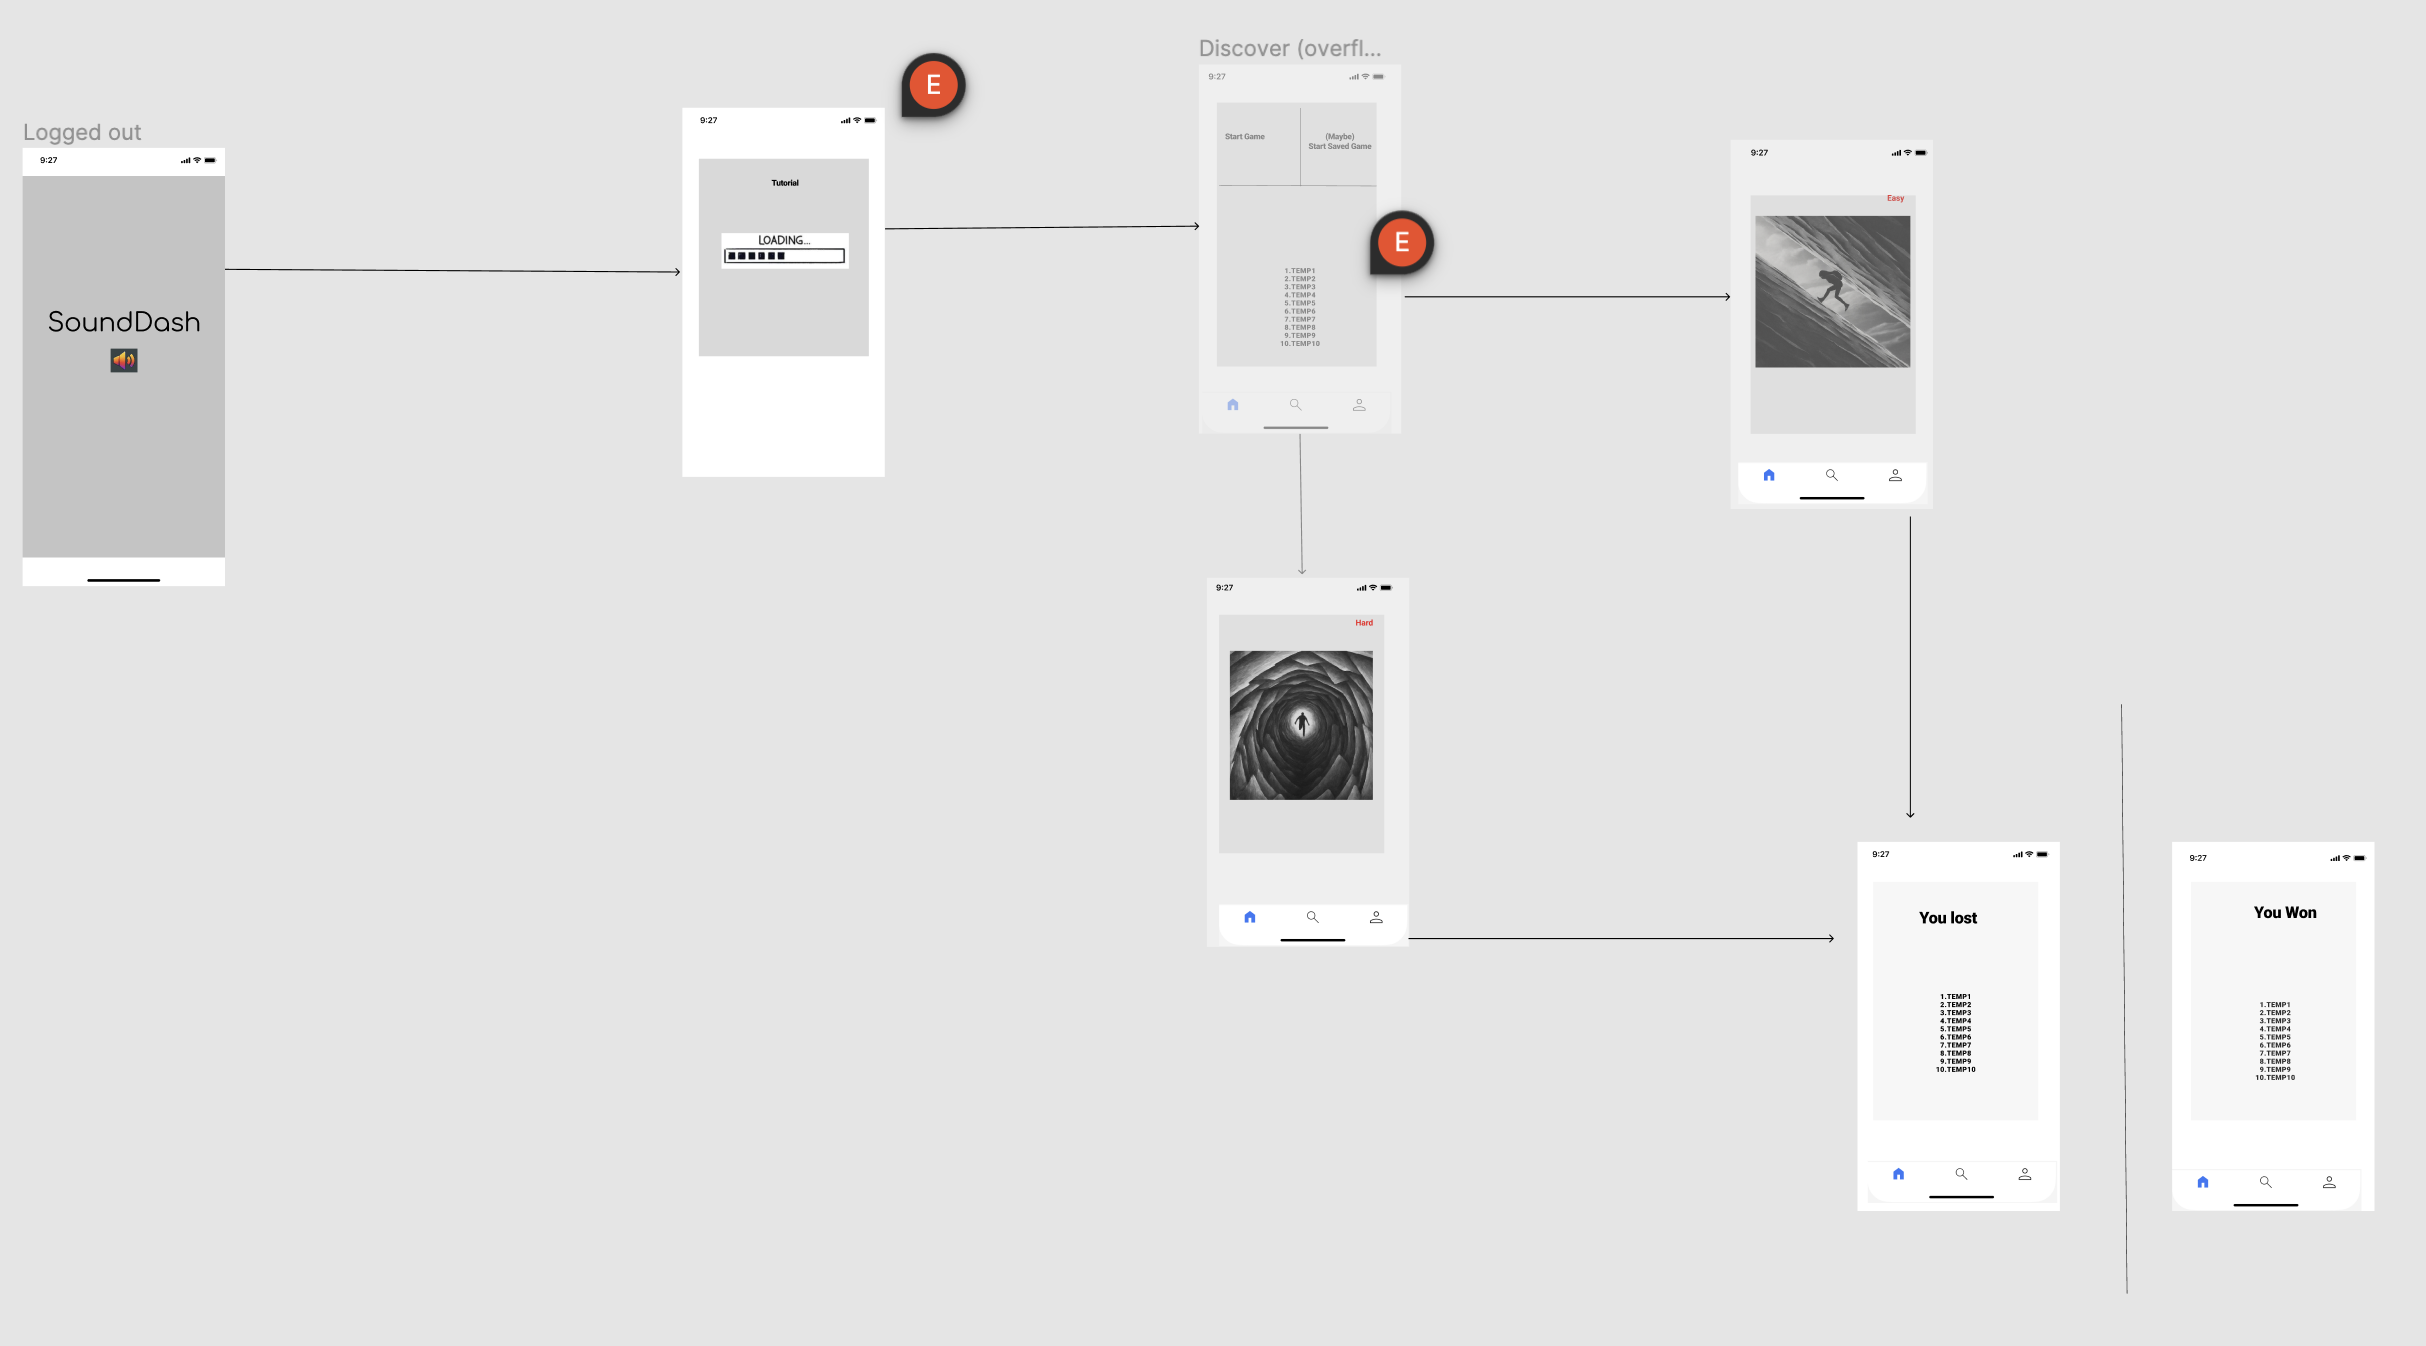 Logged out
9:27
SoundDash
E
9:27
Tutorial
LOADING...
Discover (overfl...
9:27
Start Game
(Maybe)
Start Saved Game
E
1.TEMP1
2.TEMP2
3.TEMP3
4.TEMP4
5.TEMP5
6.TEMP6
7.TEMP7
8.TEMP8
9.TEMP9
10.TEMP10
9:27
Easy
9:27
Hard
9:27
You lost
1.TEMP1
2.TEMP2
3.TEMP3
4.TEMP4
5.TEMP5
6.TEMP6
7.TEMP7
8.TEMP8
9.TEMP9
10.TEMP10
9:27
You Won
1.TEMP1
2.TEMP2
3.TEMP3
4.TEMP4
5.TEMP5
6.TEMP6
7.TEMP7
8.TEMP8
9.TEMP9
10.TEMP10